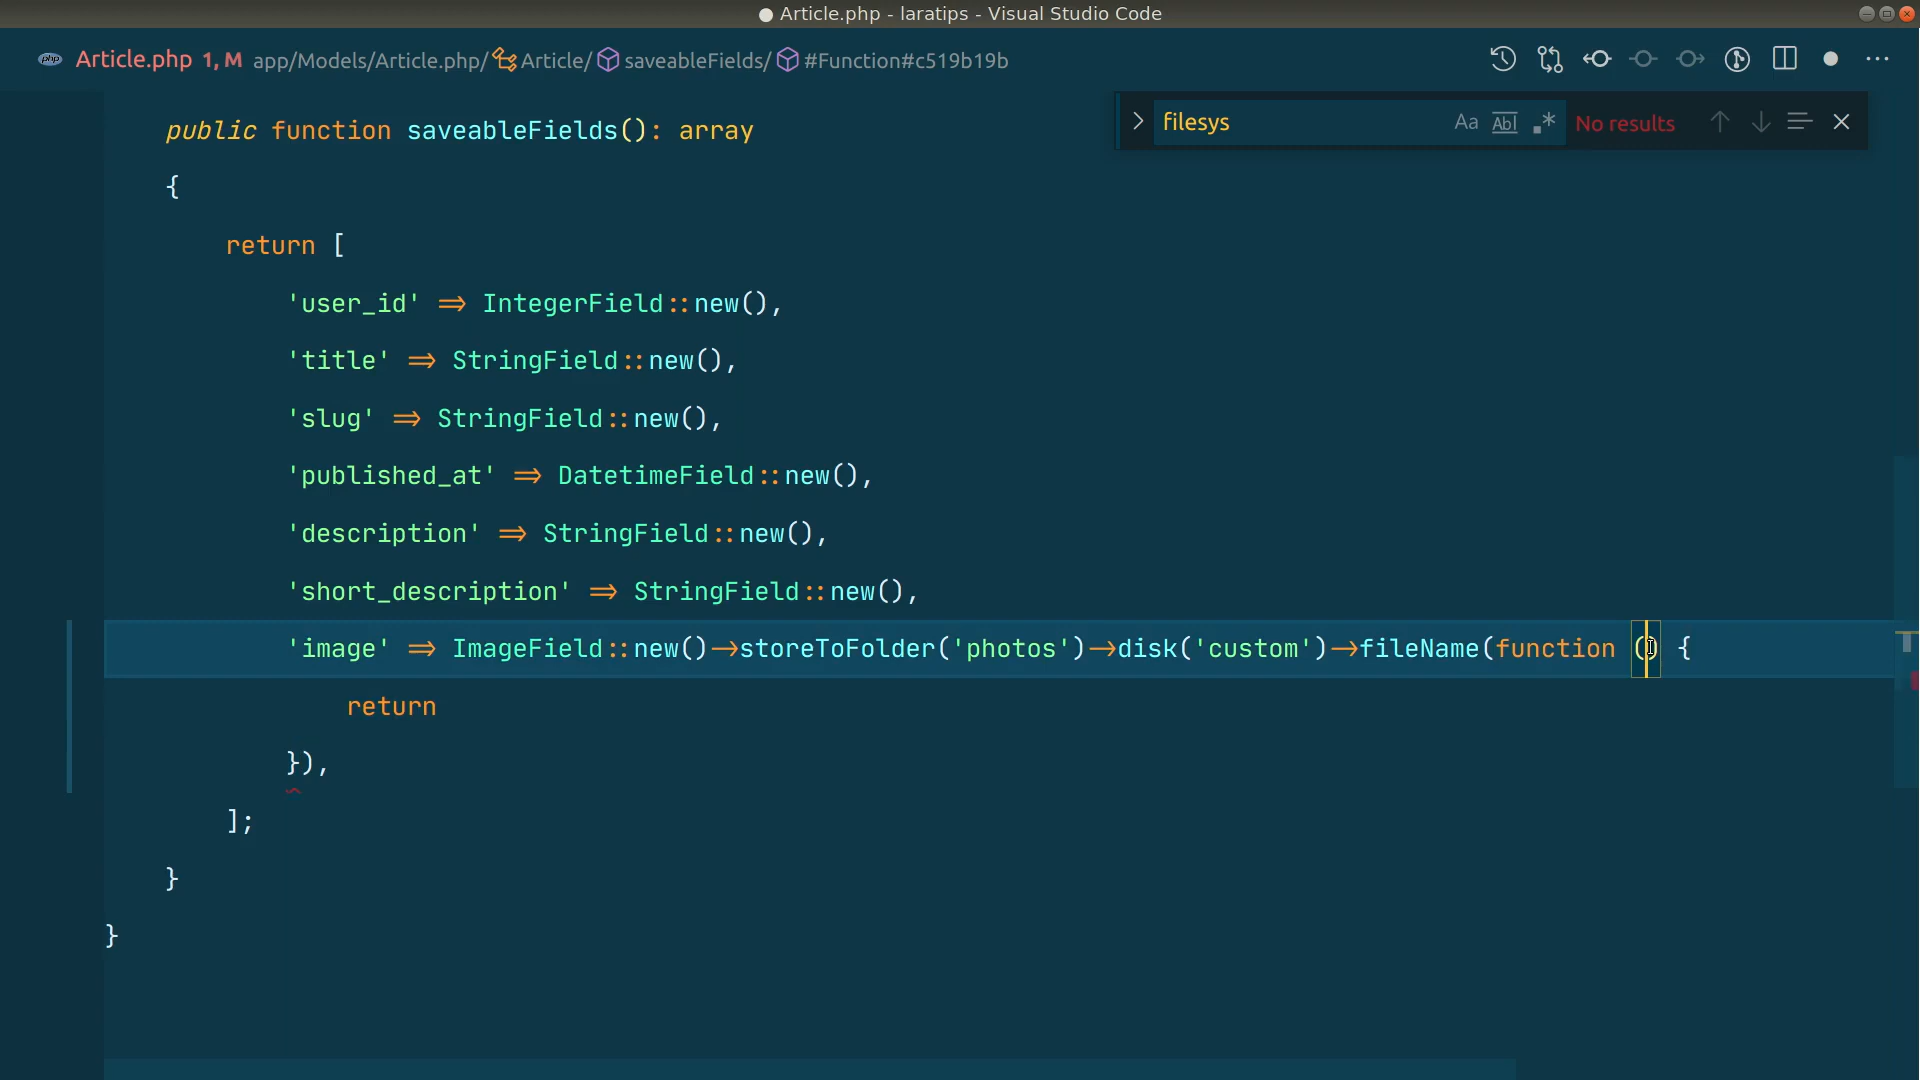 ● Article.php - laratips - Visual Studio Code
php Article.php 1, M app/Models/Article.php/ Article/ saveableFields/ #Function#c519b19b
filesys Aa Abl .* No results
public function saveableFields(): array
{
return [
'user_id' => IntegerField::new(),
'title' => StringField::new(),
'slug' => StringField::new(),
'published_at' => DatetimeField::new(),
'description' => StringField::new(),
'short_description' => StringField::new(),
'image' => ImageField::new()->storeToFolder('photos')->disk('custom')->fileName(function () {
return
}),
];
}
}